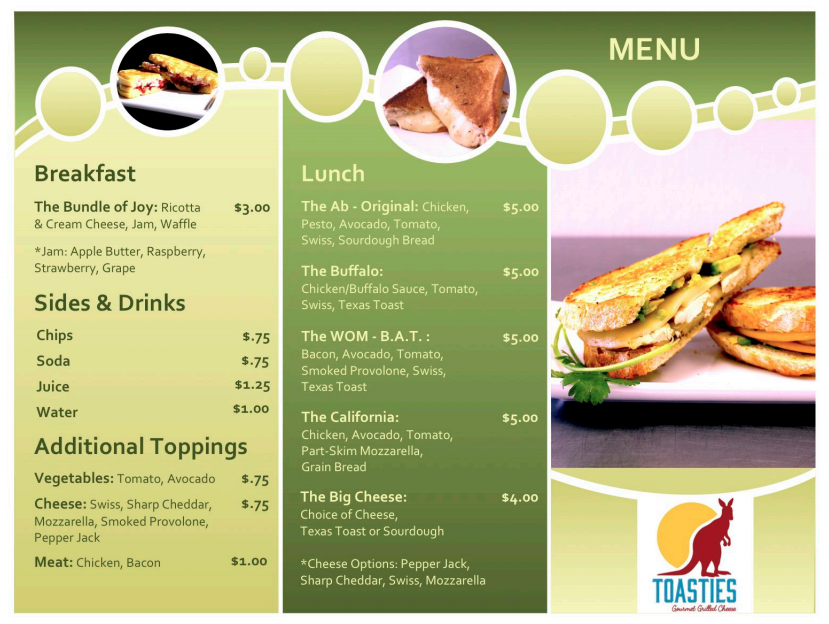 MENU
Breakfast
The Bundle of Joy: Ricotta $3.00
& Cream Cheese, Jam, Waffle
*Jam: Apple Butter, Raspberry,
Strawberry, Grape
Sides & Drinks
Chips $.75
Soda $.75
Juice $1.25
Water $1.00
Additional Toppings
Vegetables: Tomato, Avocado $.75
Cheese: Swiss, Sharp Cheddar, $.75
Mozzarella, Smoked Provolone,
Pepper Jack
Meat: Chicken, Bacon $1.00
Lunch
The Ab - Original: Chicken, $5.00
Pesto, Avocado, Tomato,
Swiss, Sourdough Bread
The Buffalo: $5.00
Chicken/Buffalo Sauce, Tomato,
Swiss, Texas Toast
The WOM - B.A.T. : $5.00
Bacon, Avocado, Tomato,
Smoked Provolone, Swiss,
Texas Toast
The California: $5.00
Chicken, Avocado, Tomato,
Part-Skim Mozzarella,
Grain Bread
The Big Cheese: $4.00
Choice of Cheese,
Texas Toast or Sourdough
*Cheese Options: Pepper Jack,
Sharp Cheddar, Swiss, Mozzarella
TOASTIES
Gourmet Grilled Cheese